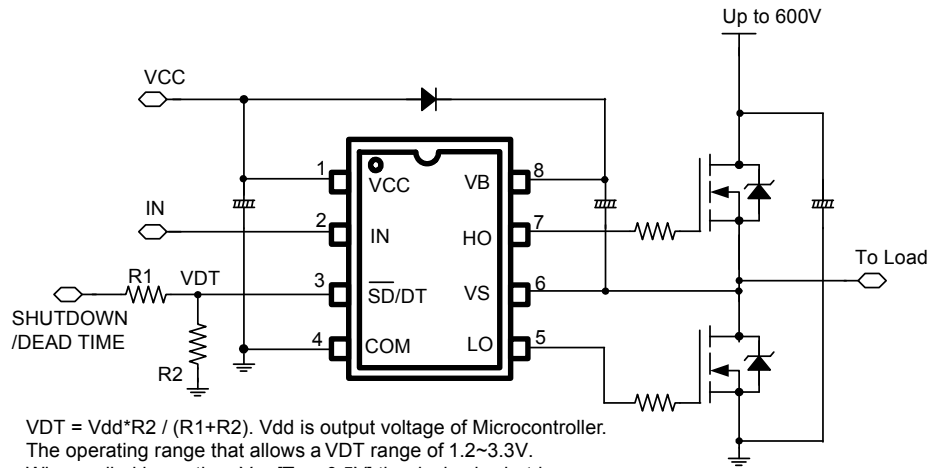 Up to 600V
VCC
1
VCC
VB
8
IN
2
IN
HO
7
R1
VDT
3
SD/DT
VS
6
To Load
SHUTDOWN
/DEAD TIME
R2
4
COM
LO
5
VDT = Vdd*R2 / (R1+R2). Vdd is output voltage of Microcontroller.
The operating range that allows a VDT range of 1.2~3.3V.